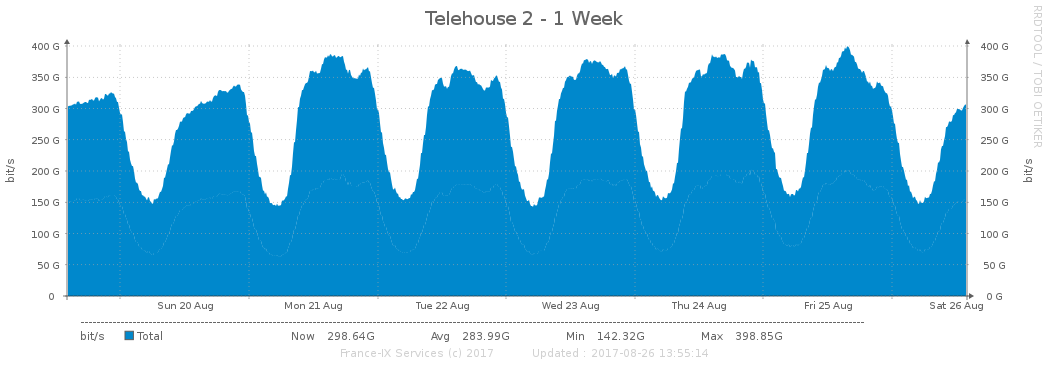 Telehouse 2 - 1 Week
RRDTOOL / TOBI OETIKER
400 G 400 G
350 G 350 G
300 G 300 G
250 G 250 G
200 G 200 G
150 G 150 G
100 G 100 G
50 G 50 G
0 0 G
bit/s bit/s
Sun 20 Aug Mon 21 Aug Tue 22 Aug Wed 23 Aug Thu 24 Aug Fri 25 Aug Sat 26 Aug
bit/s Total Now 298.64G Avg 283.99G Min 142.32G Max 398.85G
France-IX Services (c) 2017 Updated : 2017-08-26 13:55:14